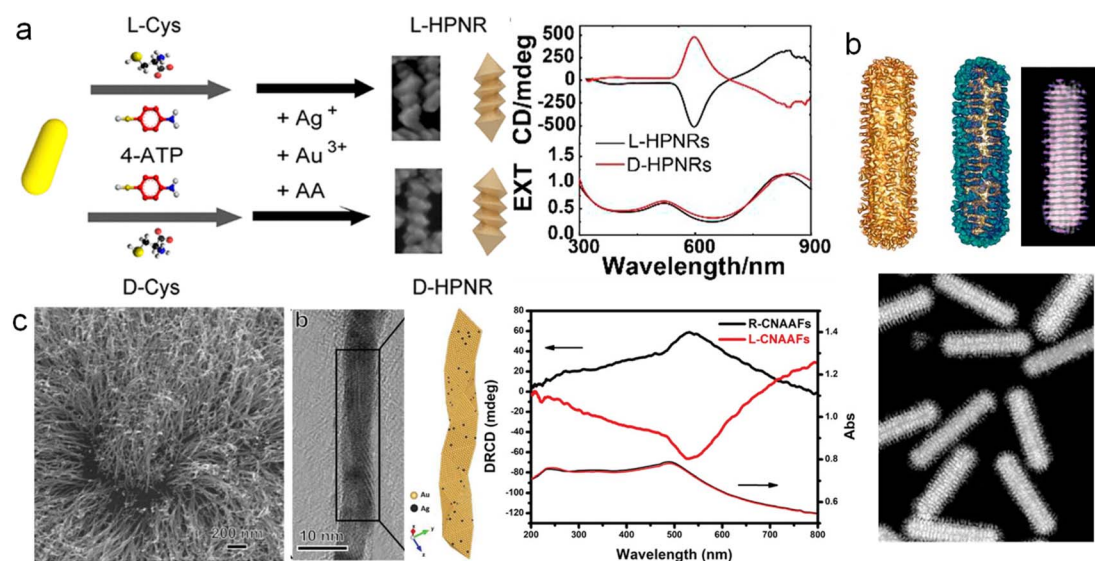 a
L-Cys
L-HPNR
4-ATP
+ Ag +
+ Au 3+
+ AA
D-Cys
D-HPNR
CD/mdeg
500
250
0
-250
-500
L-HPNRs
D-HPNRs
EXT
1.5
1.0
0.5
0.0
300
600
900
Wavelength/nm
b
c
200 nm
b
10 nm
Au
Ag
z
y
x
DRCD (mdeg)
80
60
40
20
0
-20
-40
-60
-80
-100
-120
R-CNAAFs
L-CNAAFs
1.4
1.2
1.0
0.8
0.6
Abs
200
300
400
500
600
700
800
Wavelength (nm)